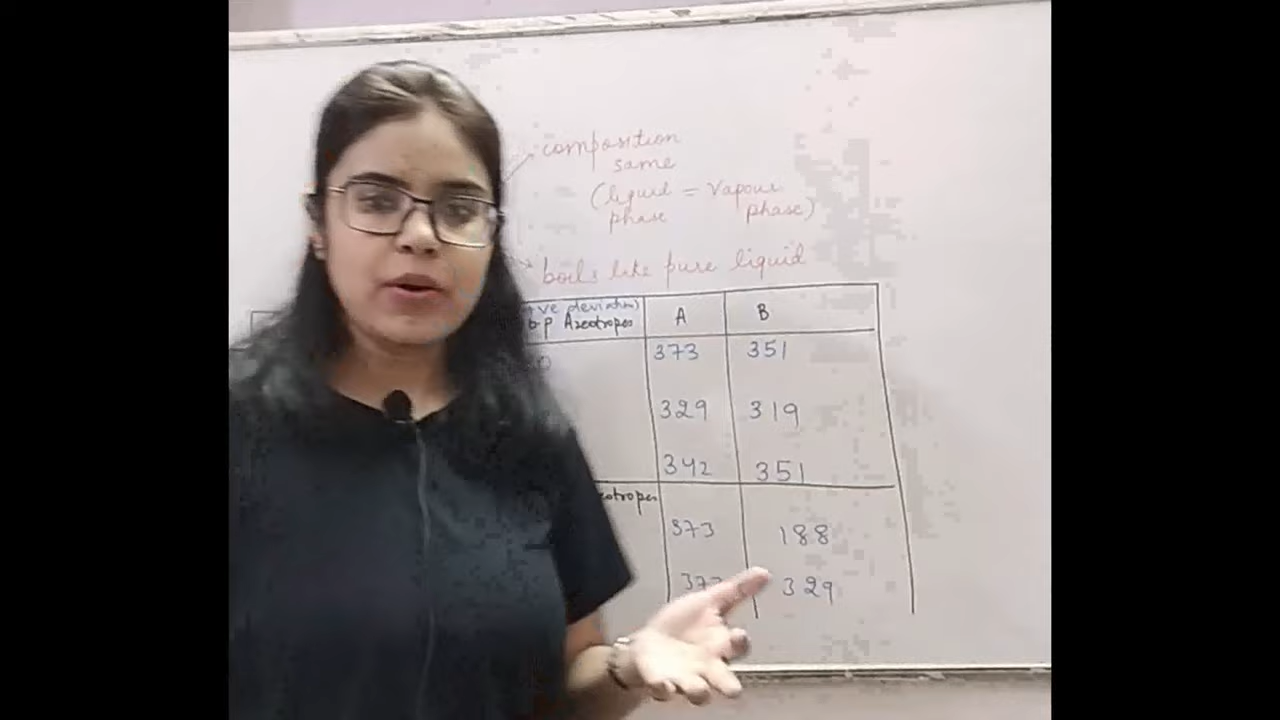 composition
same
(liquid = Vapour
phase phase)
boils like pure liquid
+ve deviation) A B
b.p Azeotropes
373 351
329 319
342 351
eotropes
373 188
329